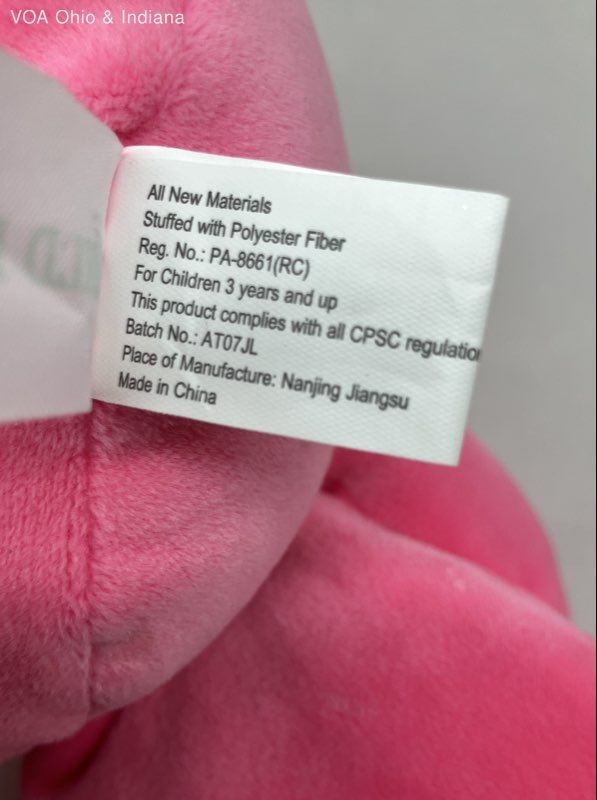 VOA Ohio & Indiana
All New Materials
Stuffed with Polyester Fiber
Reg. No.: PA-8661(RC)
For Children 3 years and up
This product complies with all CPSC regulation
Batch No.: AT07JL
Place of Manufacture: Nanjing Jiangsu
Made in China